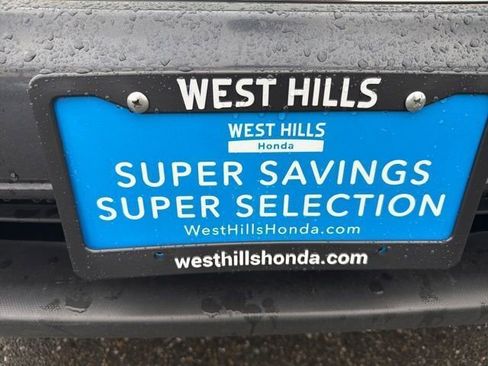 WEST HILLS
WEST HILLS
Honda
SUPER SAVINGS
SUPER SELECTION
WestHillsHonda.com
westhillshonda.com